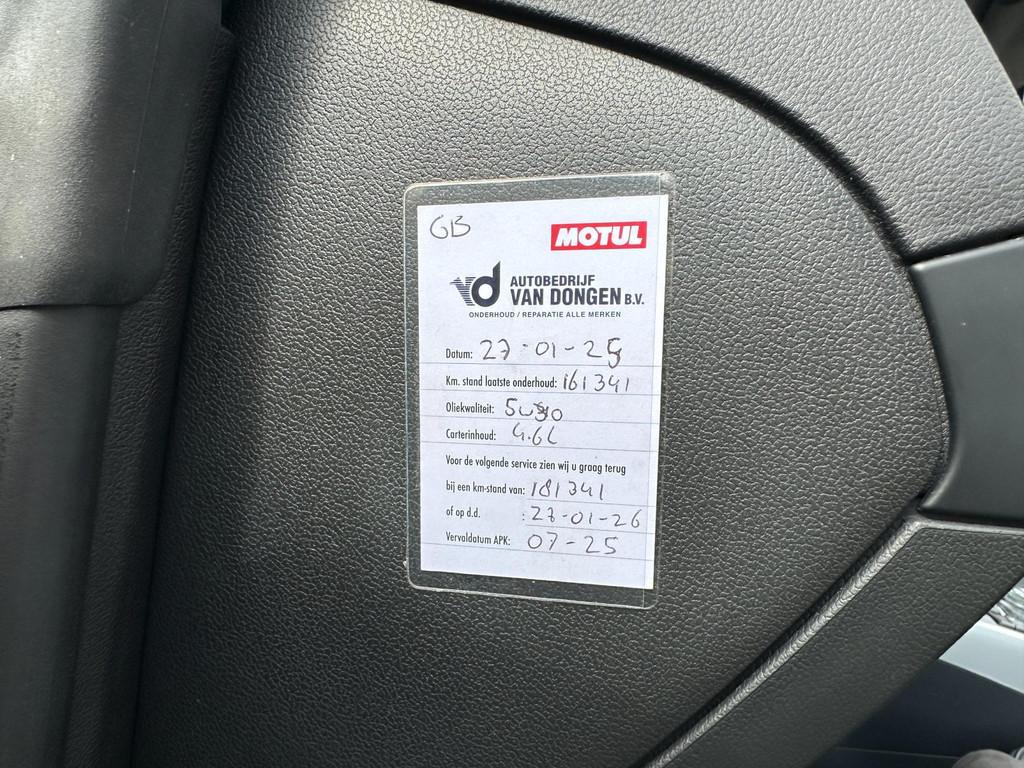 GB
MOTUL
vd AUTOBEDRIJF
VAN DONGEN B.V.
ONDERHOUD / REPARATIE ALLE MERKEN
Datum: 27-01-25
Km. stand laatste onderhoud: 161341
Oliekwaliteit: 5w30
Carterinhoud: 4.6L
Voor de volgende service zien wij u graag terug
bij een km-stand van: 181341
of op d.d. : 27-01-26
Vervaldatum APK: 07-25